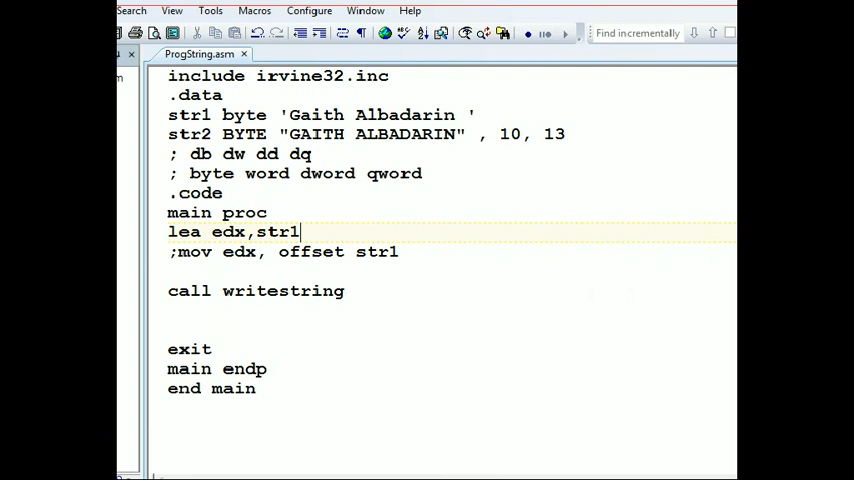 Search View Tools Macros Configure Window Help
Find incrementally
ProgString.asm
include irvine32.inc
.data
str1 byte 'Gaith Albadarin '
str2 BYTE "GAITH ALBADARIN" , 10, 13
; db dw dd dq
; byte word dword qword
.code
main proc
lea edx,str1
;mov edx, offset str1
call writestring
exit
main endp
end main